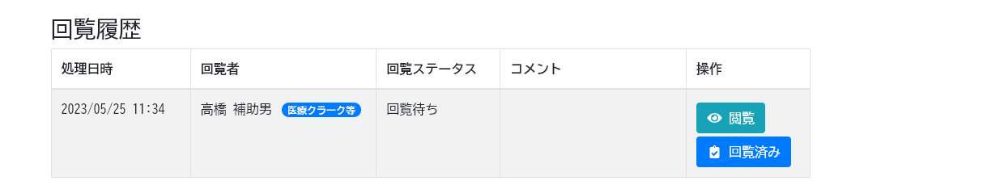 回覧履歴
処理日時 回覧者 回覧ステータス コメント 操作
2023/05/25 11:34 高橋 補助男 医療クラーク等 回覧待ち 閲覧
回覧済み